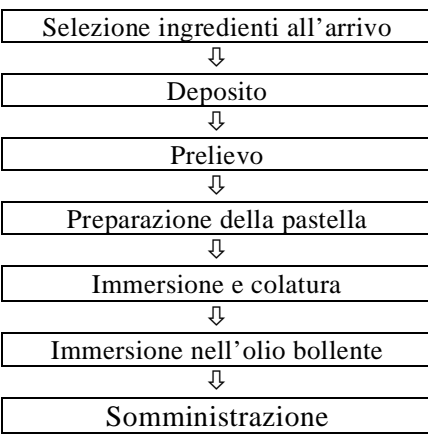 Selezione ingredienti all'arrivo
⇩
Deposito
⇩
Prelievo
⇩
Preparazione della pastella
⇩
Immersione e colatura
⇩
Immersione nell'olio bollente
⇩
Somministrazione